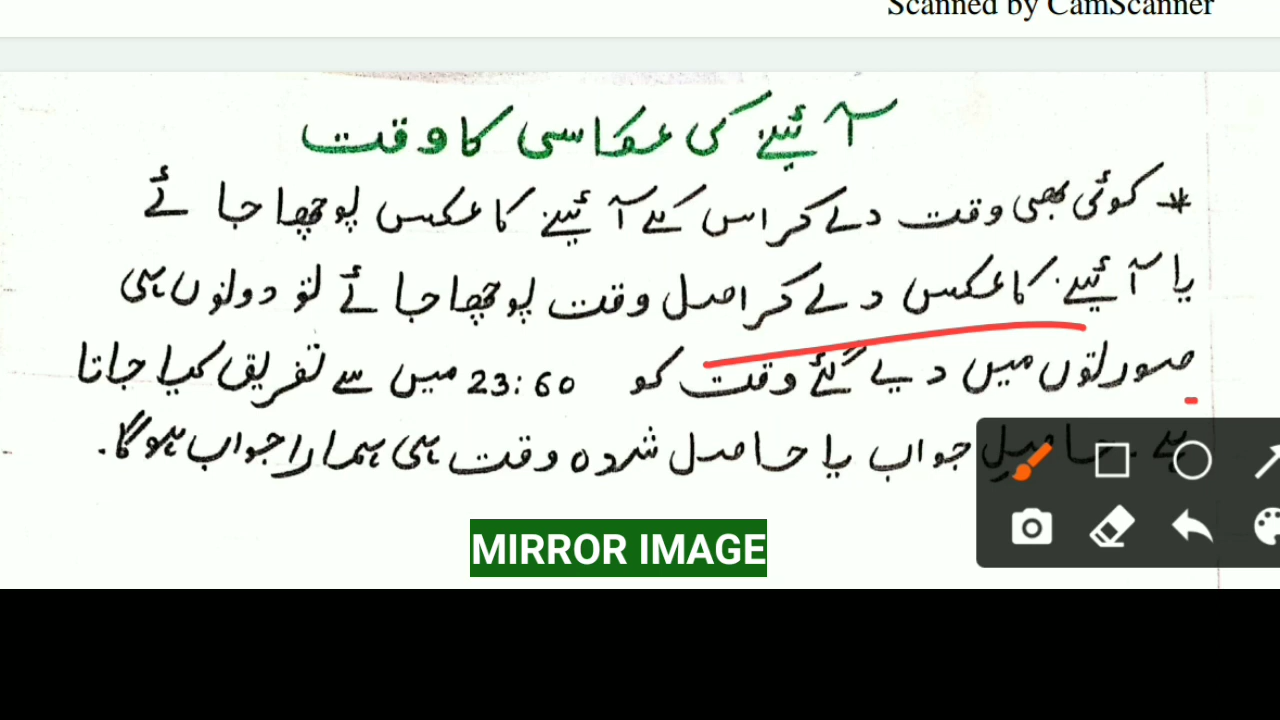 Scanned by CamScanner
آئینے کی عکاسی کا وقت
* کوئی بھی وقت دے کر اس کے آئینے کا عکس پوچھا جائے
یا آئینے کا عکس دے کر اصل وقت پوچھا جائے تو دونوں ہی
صورتوں میں دیے گئے وقت کو 23:60 میں سے تفریق کیا جاتا
ہے۔ حاصل جواب یا حاصل شدہ وقت ہی ہمارا جواب ہوگا۔
MIRROR IMAGE